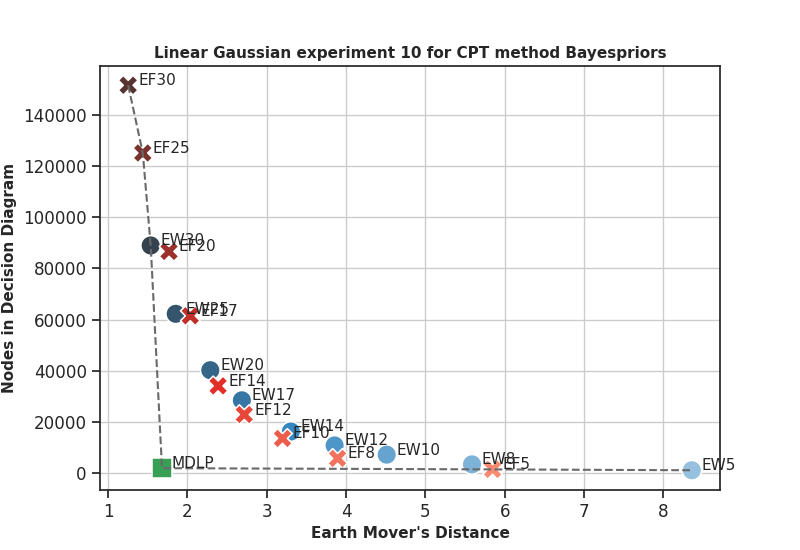 Linear Gaussian experiment 10 for CPT method Bayespriors
Nodes in Decision Diagram
140000
120000
100000
80000
60000
40000
20000
0
EF30
EF25
EW30
EF20
EW25
EF17
EW20
EF14
EW17
EF12
EW14
EF10
EW12
EF8
EW10
MDLP
EW8
EF5
EW5
1 2 3 4 5 6 7 8
Earth Mover's Distance